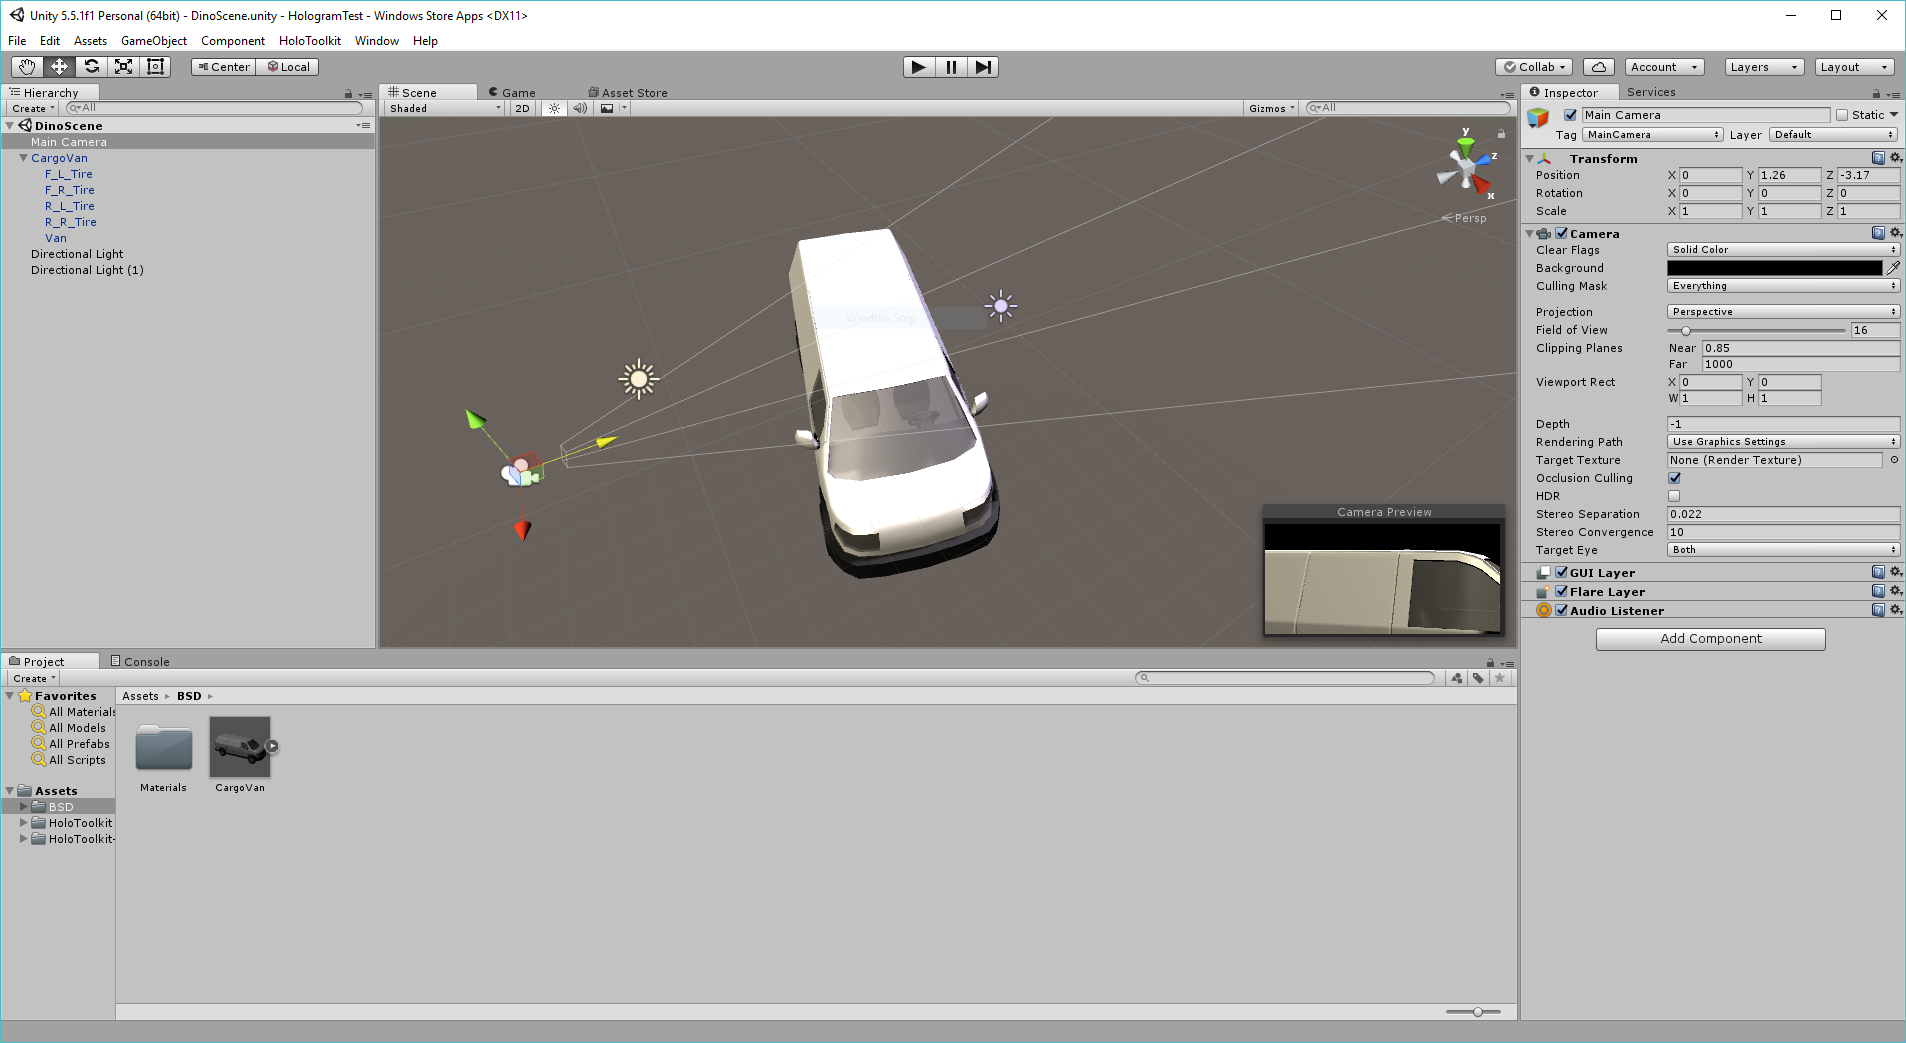 Unity 5.5.1f1 Personal (64bit) - DinoScene.unity - HologramTest - Windows Store Apps <DX11>
File Edit Assets GameObject Component HoloToolkit Window Help
Center Local Collab Account Layers Layout
Hierarchy
Create All
DinoScene
Main Camera
CargoVan
F_L_Tire
F_R_Tire
R_L_Tire
R_R_Tire
Van
Directional Light
Directional Light (1)
Scene Game Asset Store
Shaded 2D Gizmos All
y
z
x
Persp
Window Snip
Camera Preview
Inspector Services
Main Camera Static
Tag MainCamera Layer Default
Transform
Position X 0 Y 1.26 Z -3.17
Rotation X 0 Y 0 Z 0
Scale X 1 Y 1 Z 1
Camera
Clear Flags Solid Color
Background
Culling Mask Everything
Projection Perspective
Field of View 16
Clipping Planes Near 0.85
Far 1000
Viewport Rect X 0 Y 0
W 1 H 1
Depth -1
Rendering Path Use Graphics Settings
Target Texture None (Render Texture)
Occlusion Culling
HDR
Stereo Separation 0.022
Stereo Convergence 10
Target Eye Both
GUI Layer
Flare Layer
Audio Listener
Add Component
Project Console
Create
Favorites
All Materials
All Models
All Prefabs
All Scripts
Assets
BSD
HoloToolkit
HoloToolkit-
Assets BSD
Materials CargoVan